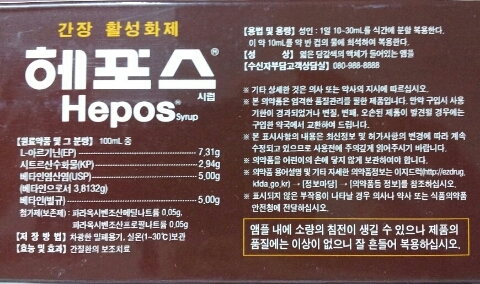 간장 활성화제
헤포스® 시럽
Hepos® Syrup
【원료약품 및 그 분량】 100mL 중
L-아르기닌(EP) 7.31g
시트르산수화물(KP) 2.94g
베타인염산염(USP) 5.00g
(베타인으로서 3.8132g)
베타인(별규) 5.00g
첨가제(보존제) : 파라옥시벤조산메틸나트륨 0.05g,
파라옥시벤조산프로필나트륨 0.05g
【저 장 방 법】 차광한 밀폐용기, 실온(1~30℃)보관
【효능 및 효과】 간질환의 보조치료
【용법 및 용량】 성인 : 1일 10~30mL를 식간에 분할 복용한다.
이 약 10mL를 약 반 컵의 물에 희석하여 복용한다.
【성 상】 엷은 담갈색의 액체가 들어있는 앰플
【수신자부담고객상담실】 080-988-8888
※ 기타 상세한 것은 의사 또는 약사의 지시에 따르십시오.
※ 본 의약품은 엄격한 품질관리를 필한 제품입니다. 만약 구입시 사용
기한이 경과되었거나 변질, 변패, 오손된 제품이 발견될 경우에는
구입한 약국에서 교환하여 드립니다.
※ 본 표시사항의 내용은 최신정보 및 허가사항의 변경에 따라 계속
수정되고 있으므로 사용전에 주의깊게 읽어주시기 바랍니다.
※ 의약품을 어린이의 손에 닿지 않게 보관하여야 합니다.
※ 의약품 용어설명 및 기타 자세한 의약품정보는 이지드럭(http://ezdrug.
kfda.go.kr) → [정보마당] → [의약품등 정보]를 참조하십시오.
※ 표시되지 않은 부작용이 나타날 경우 의사나 약사 또는 식품의약품
안전청에 전달하십시오.
앰플 내에 소량의 침전이 생길 수 있으나 제품의
품질에는 이상이 없으니 잘 흔들어 복용하십시오.